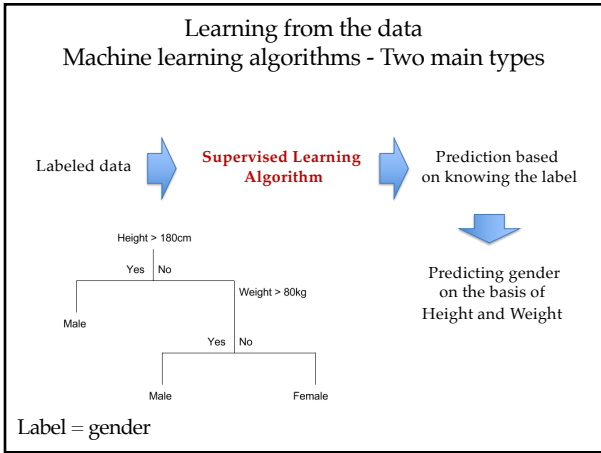 Learning from the data
Machine learning algorithms - Two main types
Labeled data
Supervised Learning
Algorithm
Prediction based
on knowing the label
Predicting gender
on the basis of
Height and Weight
Height > 180cm
Yes No
Male
Weight > 80kg
Yes No
Male Female
Label = gender